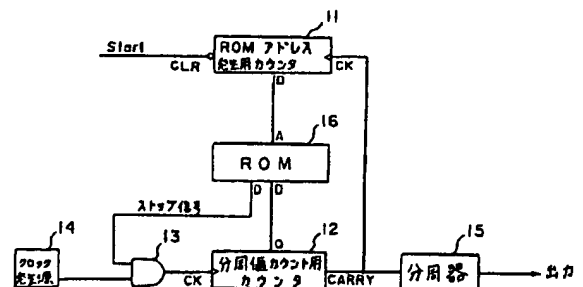 11
Start
ROM アドレス
発生用カウンタ
CLR
CK
D
16
A
ROM
ストップ信号
D D
14
13
12
15
クロック
発生源
D
分周値カウント用
カウンタ
CK
CARRY
分周器
出力